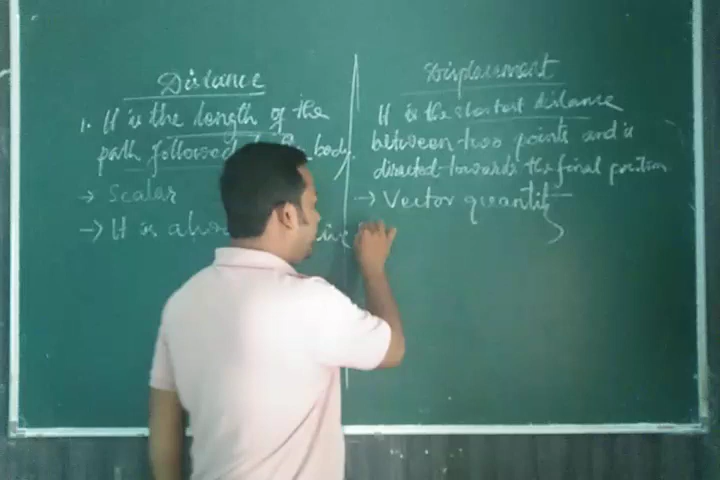 Distance
1. It is the length of the
path followed body.
→ Scalar
→ It is
Displacement
It is the shortest distance
between two points and is
directed towards the final position
→ Vector quantity